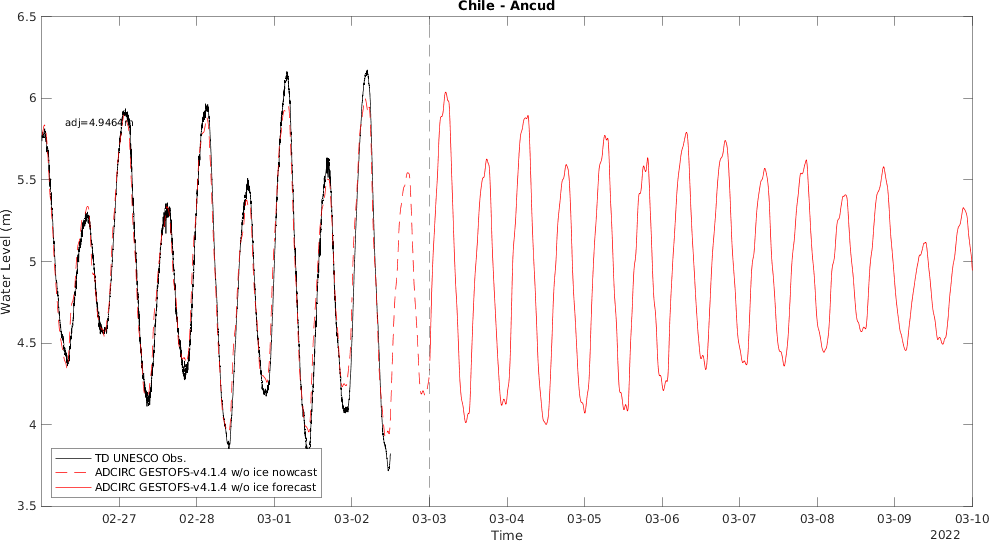 Chile - Ancud
6.5
6
5.5
5
4.5
4
3.5
Water Level (m)
adj=4.9464m
TD UNESCO Obs.
ADCIRC GESTOFS-v4.1.4 w/o ice nowcast
ADCIRC GESTOFS-v4.1.4 w/o ice forecast
02-27 02-28 03-01 03-02 03-03 03-04 03-05 03-06 03-07 03-08 03-09 03-10
Time
2022